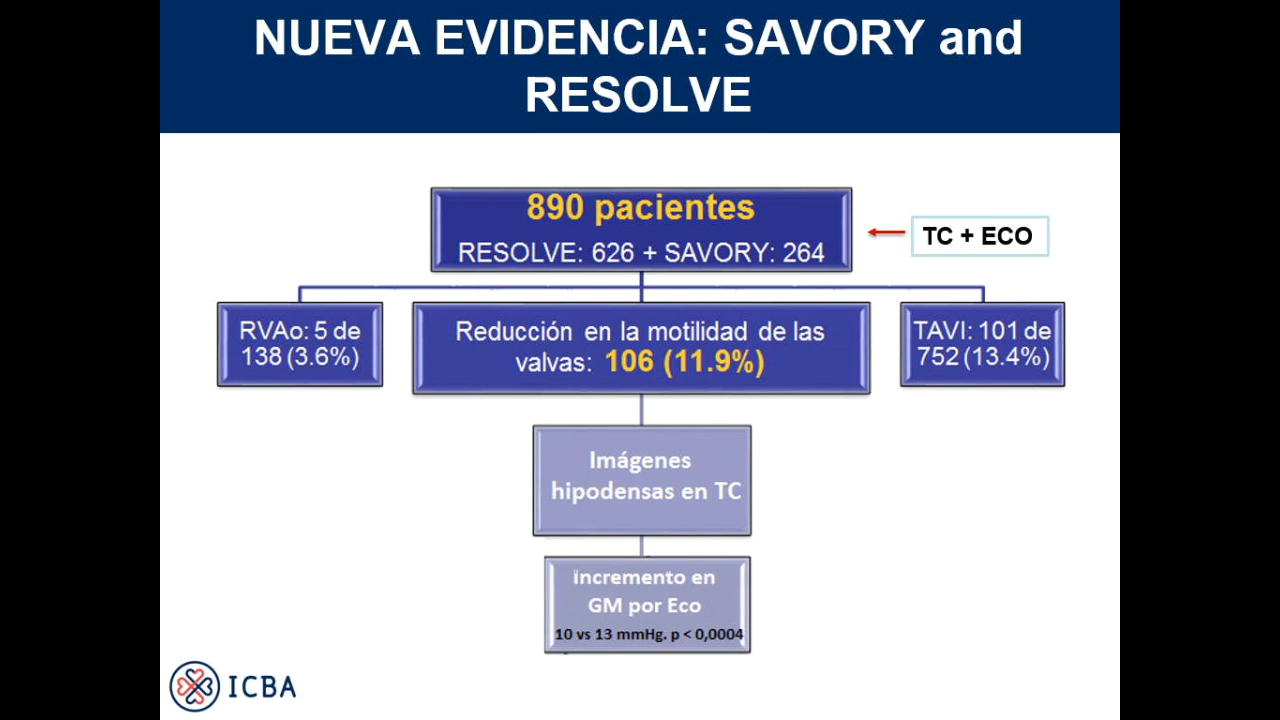 NUEVA EVIDENCIA: SAVORY and
RESOLVE
890 pacientes
RESOLVE: 626 + SAVORY: 264
TC + ECO
RVAo: 5 de
138 (3.6%)
Reducción en la motilidad de las
valvas: 106 (11.9%)
TAVI: 101 de
752 (13.4%)
Imágenes
hipodensas en TC
Incremento en
GM por Eco
10 vs 13 mmHg. p < 0,0004
ICBA